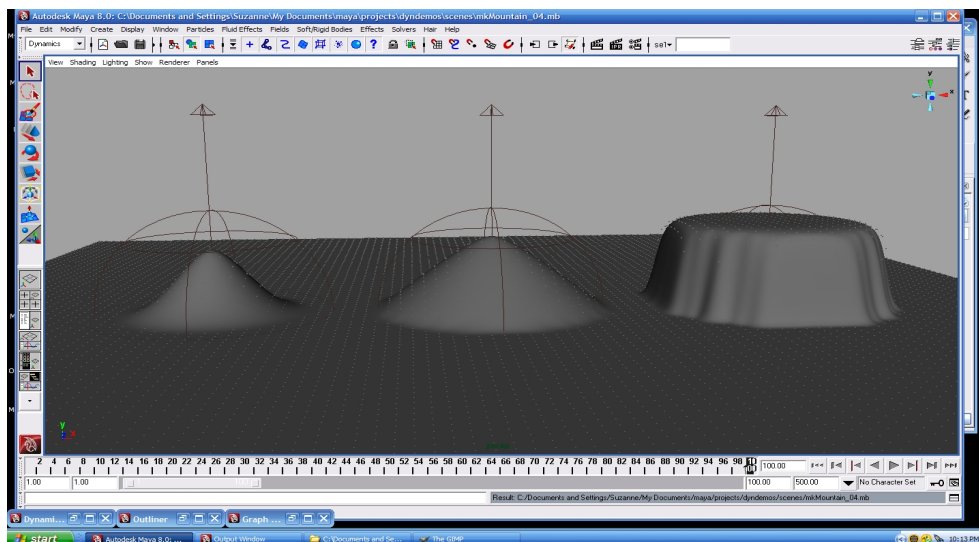 Autodesk Maya 8.0: C:\Documents and Settings\Suzanne\My Documents\maya\projects\dyndemos\scenes\mkMountain_04.mb
File Edit Modify Create Display Window Particles Fluid Effects Fields Soft/Rigid Bodies Effects Solvers Hair Help
Dynamics sel
View Shading Lighting Show Renderer Panels
y
x
z
y
x
2 4 6 8 10 12 14 16 18 20 22 24 26 28 30 32 34 36 38 40 42 44 46 48 50 52 54 56 58 60 62 64 66 68 70 72 74 76 78 80 82 84 86 88 90 92 94 96 98 100.00
1.00 1.00 100.00 500.00 No Character Set
Result: C:/Documents and Settings/Suzanne/My Documents/maya/projects/dyndemos/scenes/mkMountain_04.mb
Dynami... Outliner Graph ...
start Autodesk Maya 8.0: ... Output Window C:\Documents and Se... The GIMP 10:13 PM